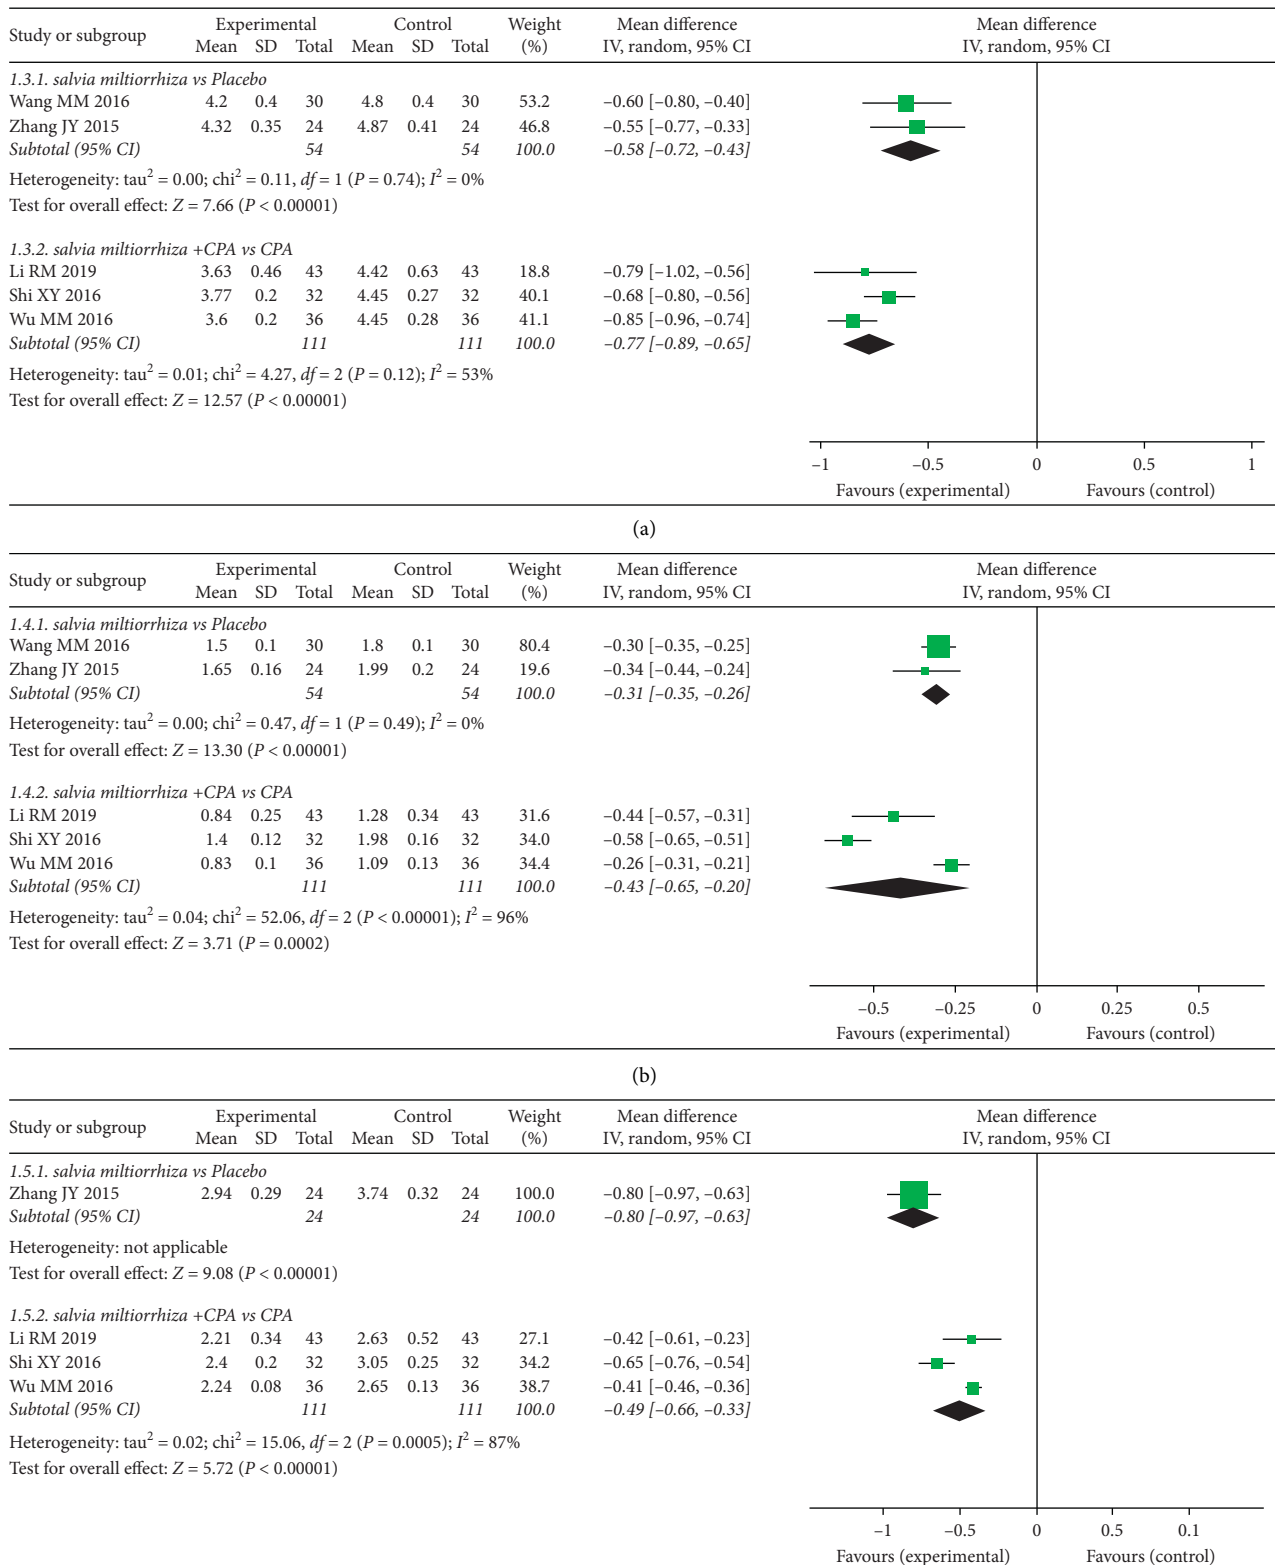 Study or subgroup Experimental Control Weight Mean difference Mean difference
Mean SD Total Mean SD Total (%) IV, random, 95% CI IV, random, 95% CI
1.3.1. salvia miltiorrhiza vs Placebo
Wang MM 2016 4.2 0.4 30 4.8 0.4 30 53.2 –0.60 [–0.80, –0.40]
Zhang JY 2015 4.32 0.35 24 4.87 0.41 24 46.8 –0.55 [–0.77, –0.33]
Subtotal (95% CI) 54 54 100.0 –0.58 [–0.72, –0.43]
Heterogeneity: tau² = 0.00; chi² = 0.11, df = 1 (P = 0.74); I² = 0%
Test for overall effect: Z = 7.66 (P < 0.00001)
1.3.2. salvia miltiorrhiza +CPA vs CPA
Li RM 2019 3.63 0.46 43 4.42 0.63 43 18.8 –0.79 [–1.02, –0.56]
Shi XY 2016 3.77 0.2 32 4.45 0.27 32 40.1 –0.68 [–0.80, –0.56]
Wu MM 2016 3.6 0.2 36 4.45 0.28 36 41.1 –0.85 [–0.96, –0.74]
Subtotal (95% CI) 111 111 100.0 –0.77 [–0.89, –0.65]
Heterogeneity: tau² = 0.01; chi² = 4.27, df = 2 (P = 0.12); I² = 53%
Test for overall effect: Z = 12.57 (P < 0.00001)
–1 –0.5 0 0.5 1
Favours (experimental) Favours (control)
(a)
Study or subgroup Experimental Control Weight Mean difference Mean difference
Mean SD Total Mean SD Total (%) IV, random, 95% CI IV, random, 95% CI
1.4.1. salvia miltiorrhiza vs Placebo
Wang MM 2016 1.5 0.1 30 1.8 0.1 30 80.4 –0.30 [–0.35, –0.25]
Zhang JY 2015 1.65 0.16 24 1.99 0.2 24 19.6 –0.34 [–0.44, –0.24]
Subtotal (95% CI) 54 54 100.0 –0.31 [–0.35, –0.26]
Heterogeneity: tau² = 0.00; chi² = 0.47, df = 1 (P = 0.49); I² = 0%
Test for overall effect: Z = 13.30 (P < 0.00001)
1.4.2. salvia miltiorrhiza +CPA vs CPA
Li RM 2019 0.84 0.25 43 1.28 0.34 43 31.6 –0.44 [–0.57, –0.31]
Shi XY 2016 1.4 0.12 32 1.98 0.16 32 34.0 –0.58 [–0.65, –0.51]
Wu MM 2016 0.83 0.1 36 1.09 0.13 36 34.4 –0.26 [–0.31, –0.21]
Subtotal (95% CI) 111 111 100.0 –0.43 [–0.65, –0.20]
Heterogeneity: tau² = 0.04; chi² = 52.06, df = 2 (P < 0.00001); I² = 96%
Test for overall effect: Z = 3.71 (P = 0.0002)
–0.5 –0.25 0 0.25 0.5
Favours (experimental) Favours (control)
(b)
Study or subgroup Experimental Control Weight Mean difference Mean difference
Mean SD Total Mean SD Total (%) IV, random, 95% CI IV, random, 95% CI
1.5.1. salvia miltiorrhiza vs Placebo
Zhang JY 2015 2.94 0.29 24 3.74 0.32 24 100.0 –0.80 [–0.97, –0.63]
Subtotal (95% CI) 24 24 100.0 –0.80 [–0.97, –0.63]
Heterogeneity: not applicable
Test for overall effect: Z = 9.08 (P < 0.00001)
1.5.2. salvia miltiorrhiza +CPA vs CPA
Li RM 2019 2.21 0.34 43 2.63 0.52 43 27.1 –0.42 [–0.61, –0.23]
Shi XY 2016 2.4 0.2 32 3.05 0.25 32 34.2 –0.65 [–0.76, –0.54]
Wu MM 2016 2.24 0.08 36 2.65 0.13 36 38.7 –0.41 [–0.46, –0.36]
Subtotal (95% CI) 111 111 100.0 –0.49 [–0.66, –0.33]
Heterogeneity: tau² = 0.02; chi² = 15.06, df = 2 (P = 0.0005); I² = 87%
Test for overall effect: Z = 5.72 (P < 0.00001)
–1 –0.5 0 0.5 0.1
Favours (experimental) Favours (control)